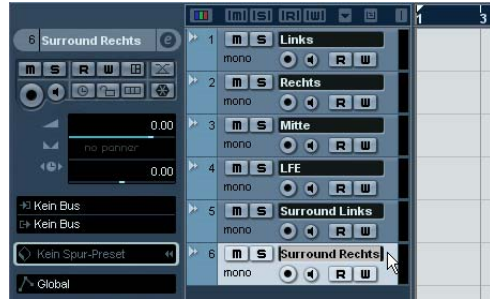 m s R W
1 3
6 Surround Rechts e
m S R W
0.00
no panner
0.00
Kein Bus
Kein Bus
Kein Spur-Preset
Global
1 m S Links
mono R W
2 m S Rechts
mono R W
3 m S Mitte
mono R W
4 m S LFE
mono R W
5 m S Surround Links
mono R W
6 m S Surround Rechts
mono R W